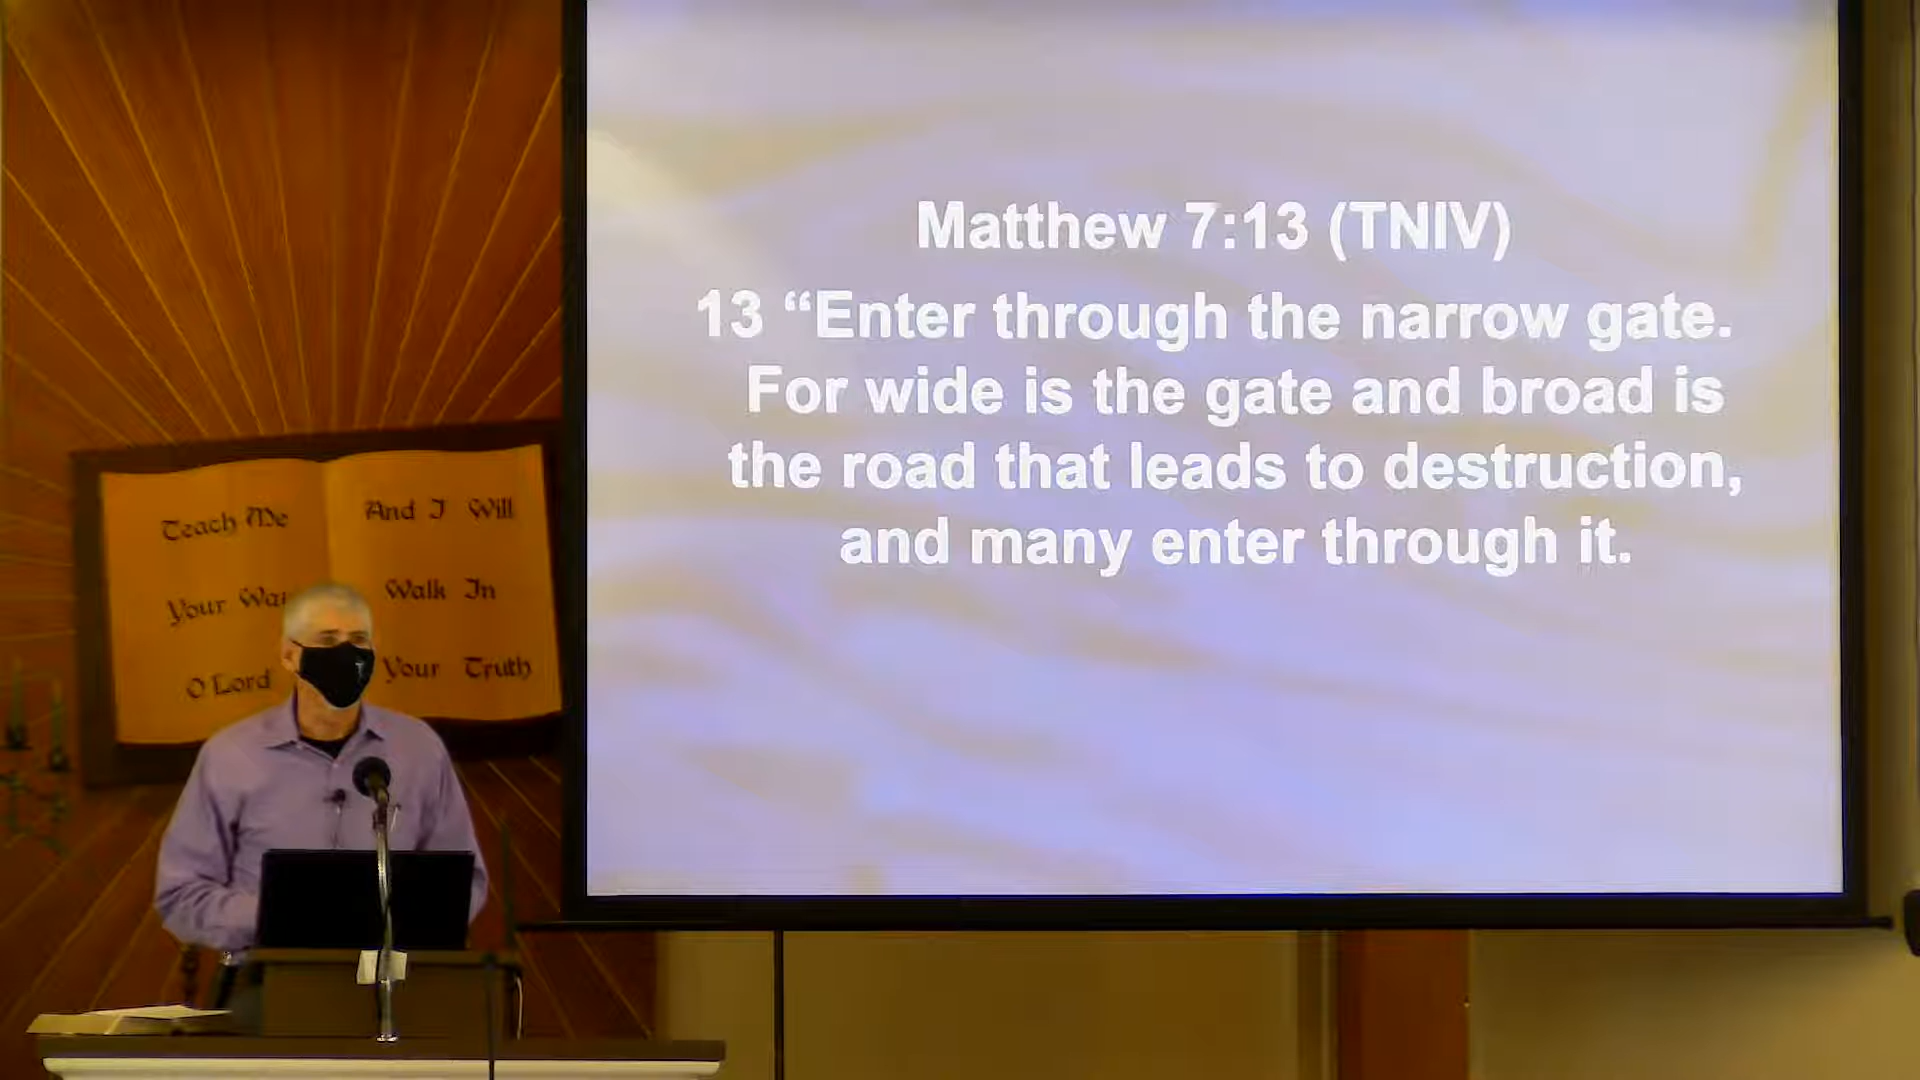 Matthew 7:13 (TNIV)
13 “Enter through the narrow gate.
For wide is the gate and broad is
the road that leads to destruction,
and many enter through it.
Teach Me
Your Way
O Lord
And I Will
Walk In
Your Truth